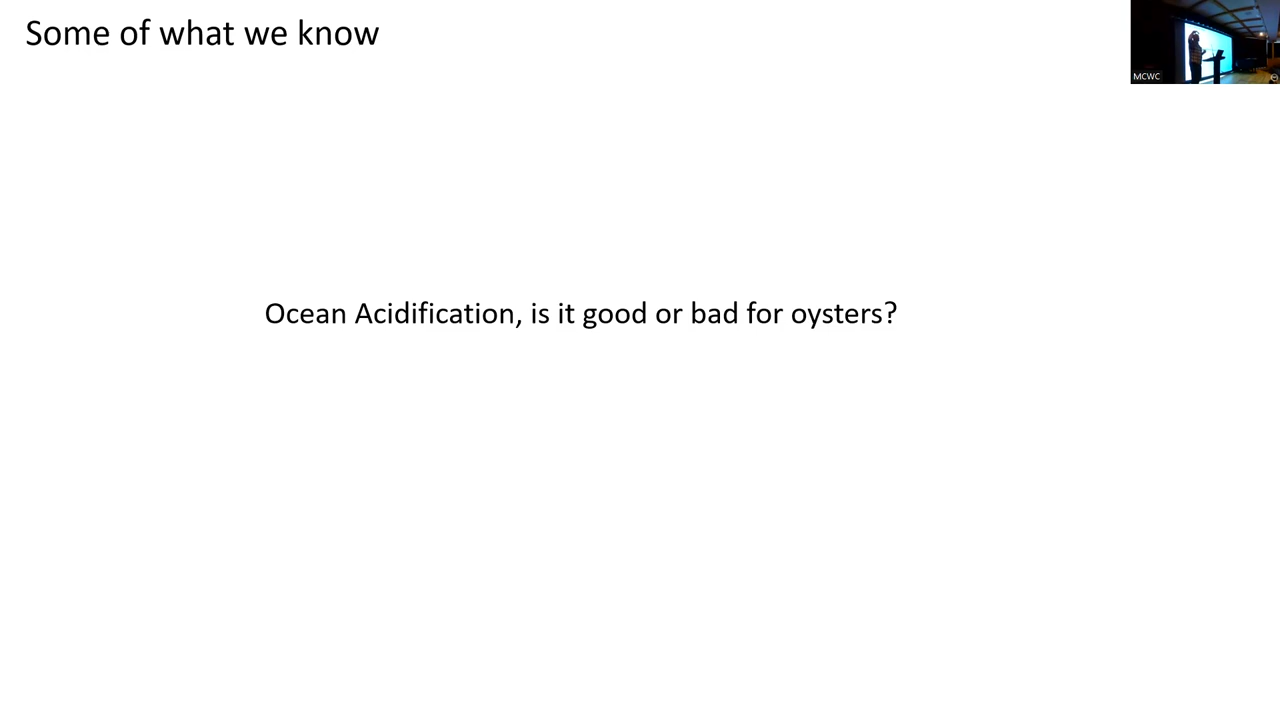 Some of what we know
MCWC
Ocean Acidification, is it good or bad for oysters?